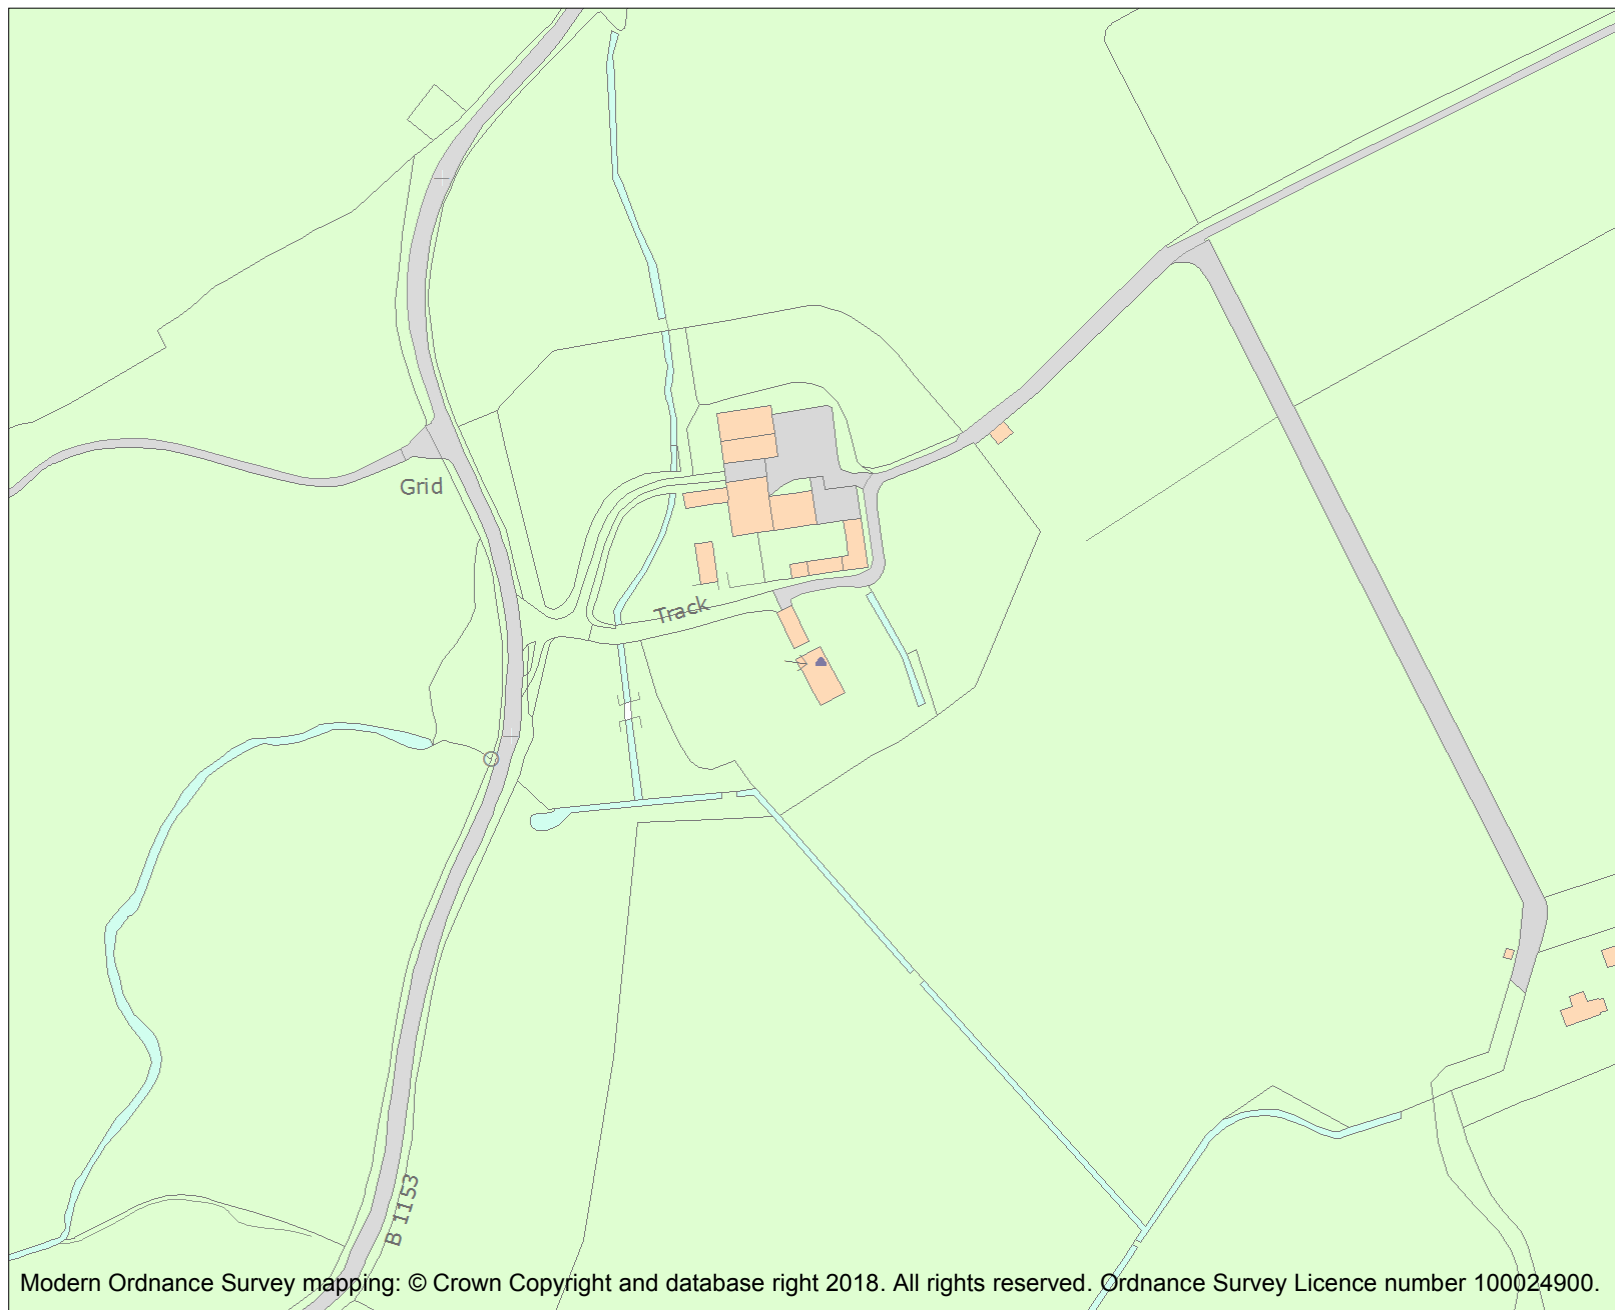 Grid
Track
B 1153
Modern Ordnance Survey mapping: © Crown Copyright and database right 2018. All rights reserved. Ordnance Survey Licence number 100024900.